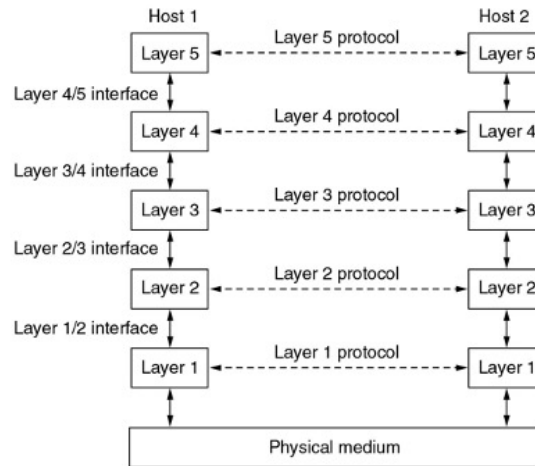 Host 1 Host 2
Layer 5 Layer 5 protocol Layer 5
Layer 4/5 interface
Layer 4 Layer 4 protocol Layer 4
Layer 3/4 interface
Layer 3 Layer 3 protocol Layer 3
Layer 2/3 interface
Layer 2 Layer 2 protocol Layer 2
Layer 1/2 interface
Layer 1 Layer 1 protocol Layer 1
Physical medium